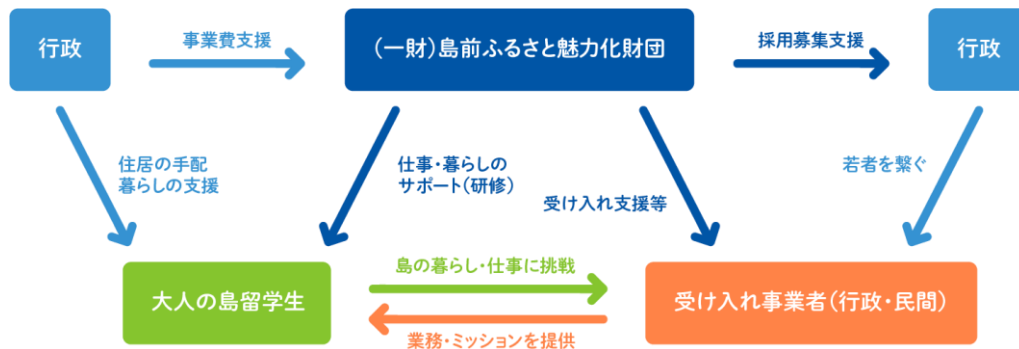 行政
事業費支援
(一財)島前ふるさと魅力化財団
採用募集支援
行政
住居の手配
暮らしの支援
仕事・暮らしの
サポート(研修)
受け入れ支援等
若者を繋ぐ
大人の島留学生
島の暮らし・仕事に挑戦
業務・ミッションを提供
受け入れ事業者(行政・民間)